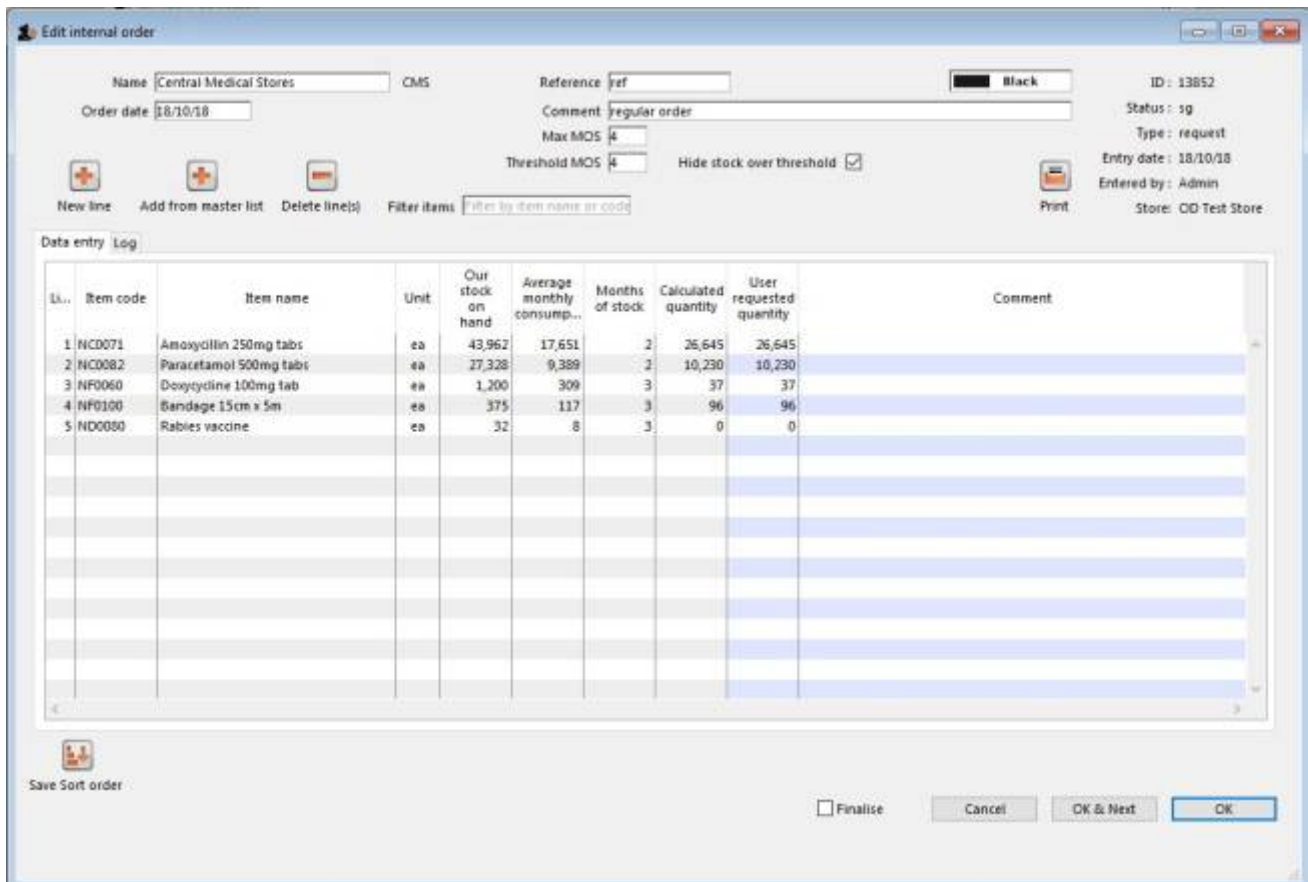 Edit internal order
Name Central Medical Stores CMS Reference ref Black ID : 13852
Order date 18/10/18 Comment regular order Status : sg
Max MOS 4 Type : request
Threshold MOS 4 Hide stock over threshold Entry date : 18/10/18
Entered by : Admin
New line Add from master list Delete line(s) Filter items Filter by item name or code Print Store: OD Test Store
Data entry Log
Li... Item code Item name Unit Our stock on hand Average monthly consump... Months of stock Calculated quantity User requested quantity Comment
1 NC0071 Amoxycillin 250mg tabs ea 43,962 17,651 2 26,645 26,645
2 NC0082 Paracetamol 500mg tabs ea 27,328 9,389 2 10,230 10,230
3 NF0060 Doxycycline 100mg tab ea 1,200 309 3 37 37
4 NF0100 Bandage 15cm x 5m ea 375 117 3 96 96
5 ND0080 Rabies vaccine ea 32 8 3 0 0
Save Sort order
Finalise Cancel OK & Next OK